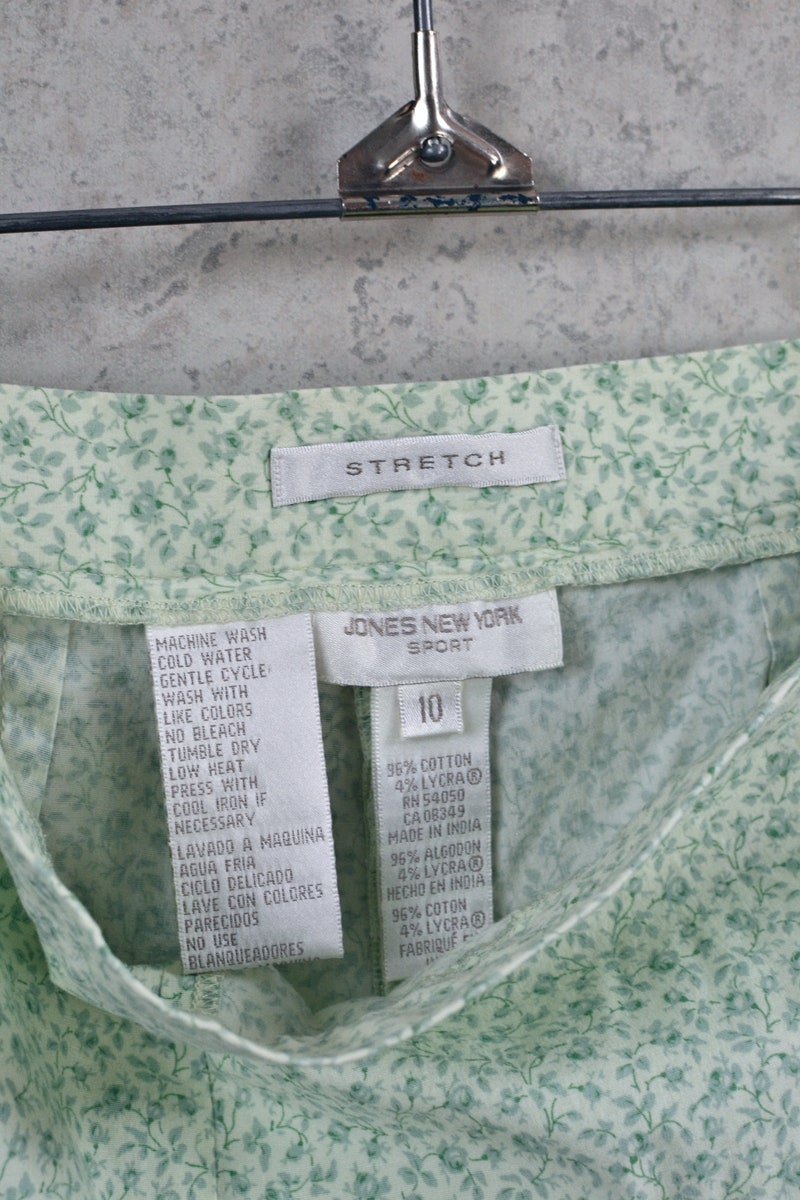 STRETCH
JONES NEW YORK
SPORT
10
MACHINE WASH
COLD WATER
GENTLE CYCLE
WASH WITH
LIKE COLORS
NO BLEACH
TUMBLE DRY
LOW HEAT
PRESS WITH
COOL IRON IF
NECESSARY
LAVADO A MAQUINA
AGUA FRIA
CICLO DELICADO
LAVE CON COLORES
PARECIDOS
NO USE
BLANQUEADORES
96% COTTON
4% LYCRA®
RN 54050
CA 08349
MADE IN INDIA
96% ALGODON
4% LYCRA®
HECHO EN INDIA
96% COTON
4% LYCRA®
FABRIQUÉ